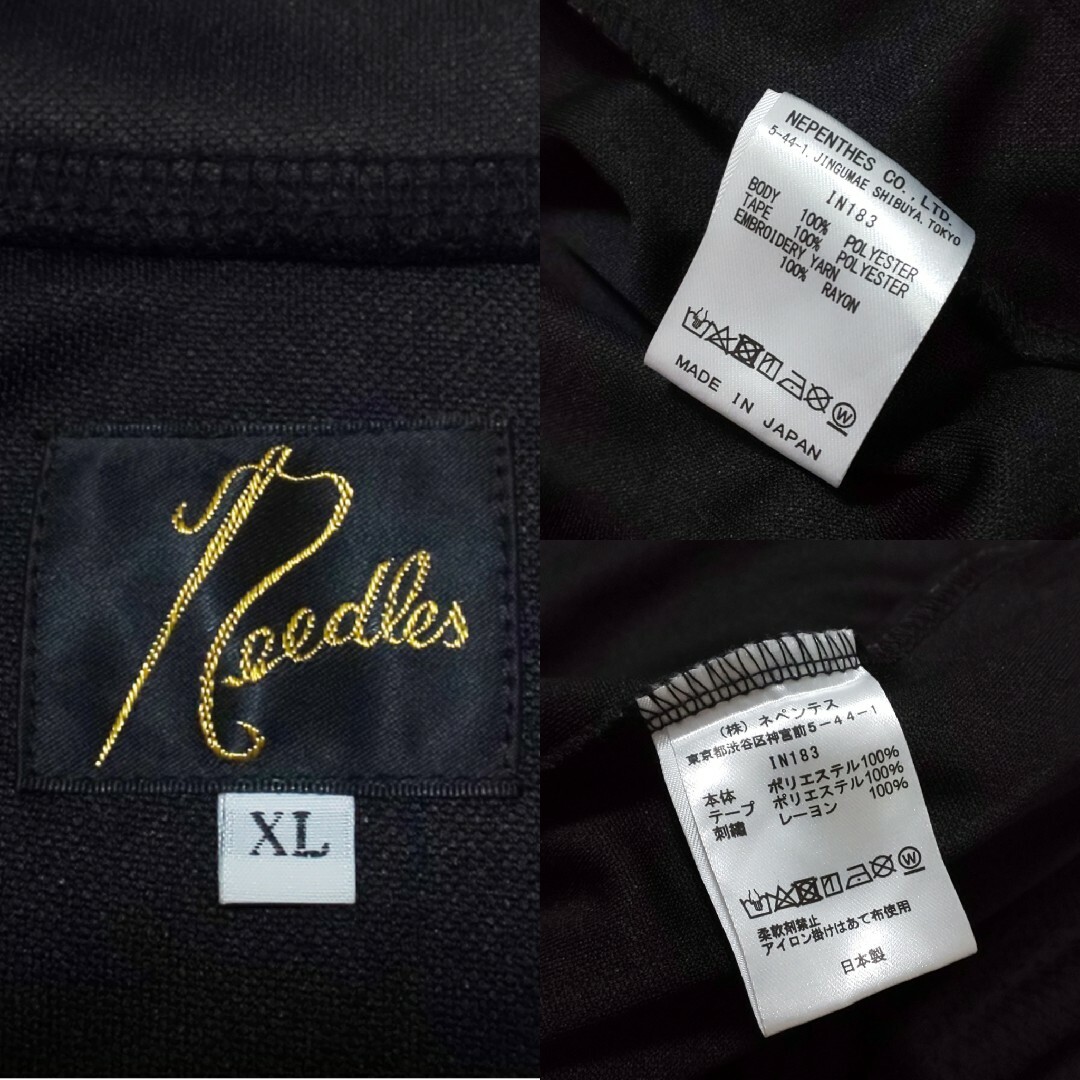 Needles
XL
NEPENTHES CO.,LTD.
5-44-1, JINGUMAE SHIBUYA. TOKYO
IN183
BODY
100% POLYESTER
TAPE
100% POLYESTER
EMBROIDERY YARN
100% RAYON
W
MADE IN JAPAN
(株)ネペンテス
東京都渋谷区神宮前5-44-1
IN183
本体 ポリエステル100%
テープ ポリエステル100%
刺繍 レーヨン 100%
W
柔軟剤禁止
アイロン掛けはあて布使用
日本製